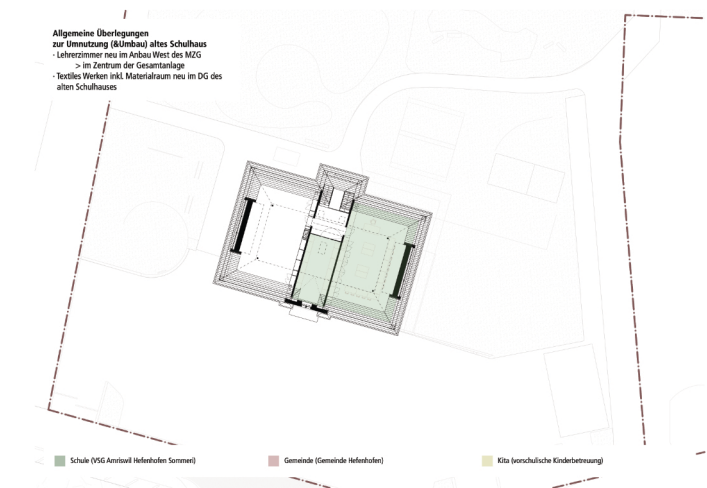 Allgemeine Überlegungen
zur Umnutzung (&Umbau) altes Schulhaus
· Lehrerzimmer neu im Anbau West des MZG
> im Zentrum der Gesamtanlage
· Textiles Werken inkl. Materialraum neu im DG des
alten Schulhauses
Schule (VSG Amriswil Hefenhofen Sommeri)
Gemeinde (Gemeinde Hefenhofen)
Kita (vorschulische Kinderbetreuung)